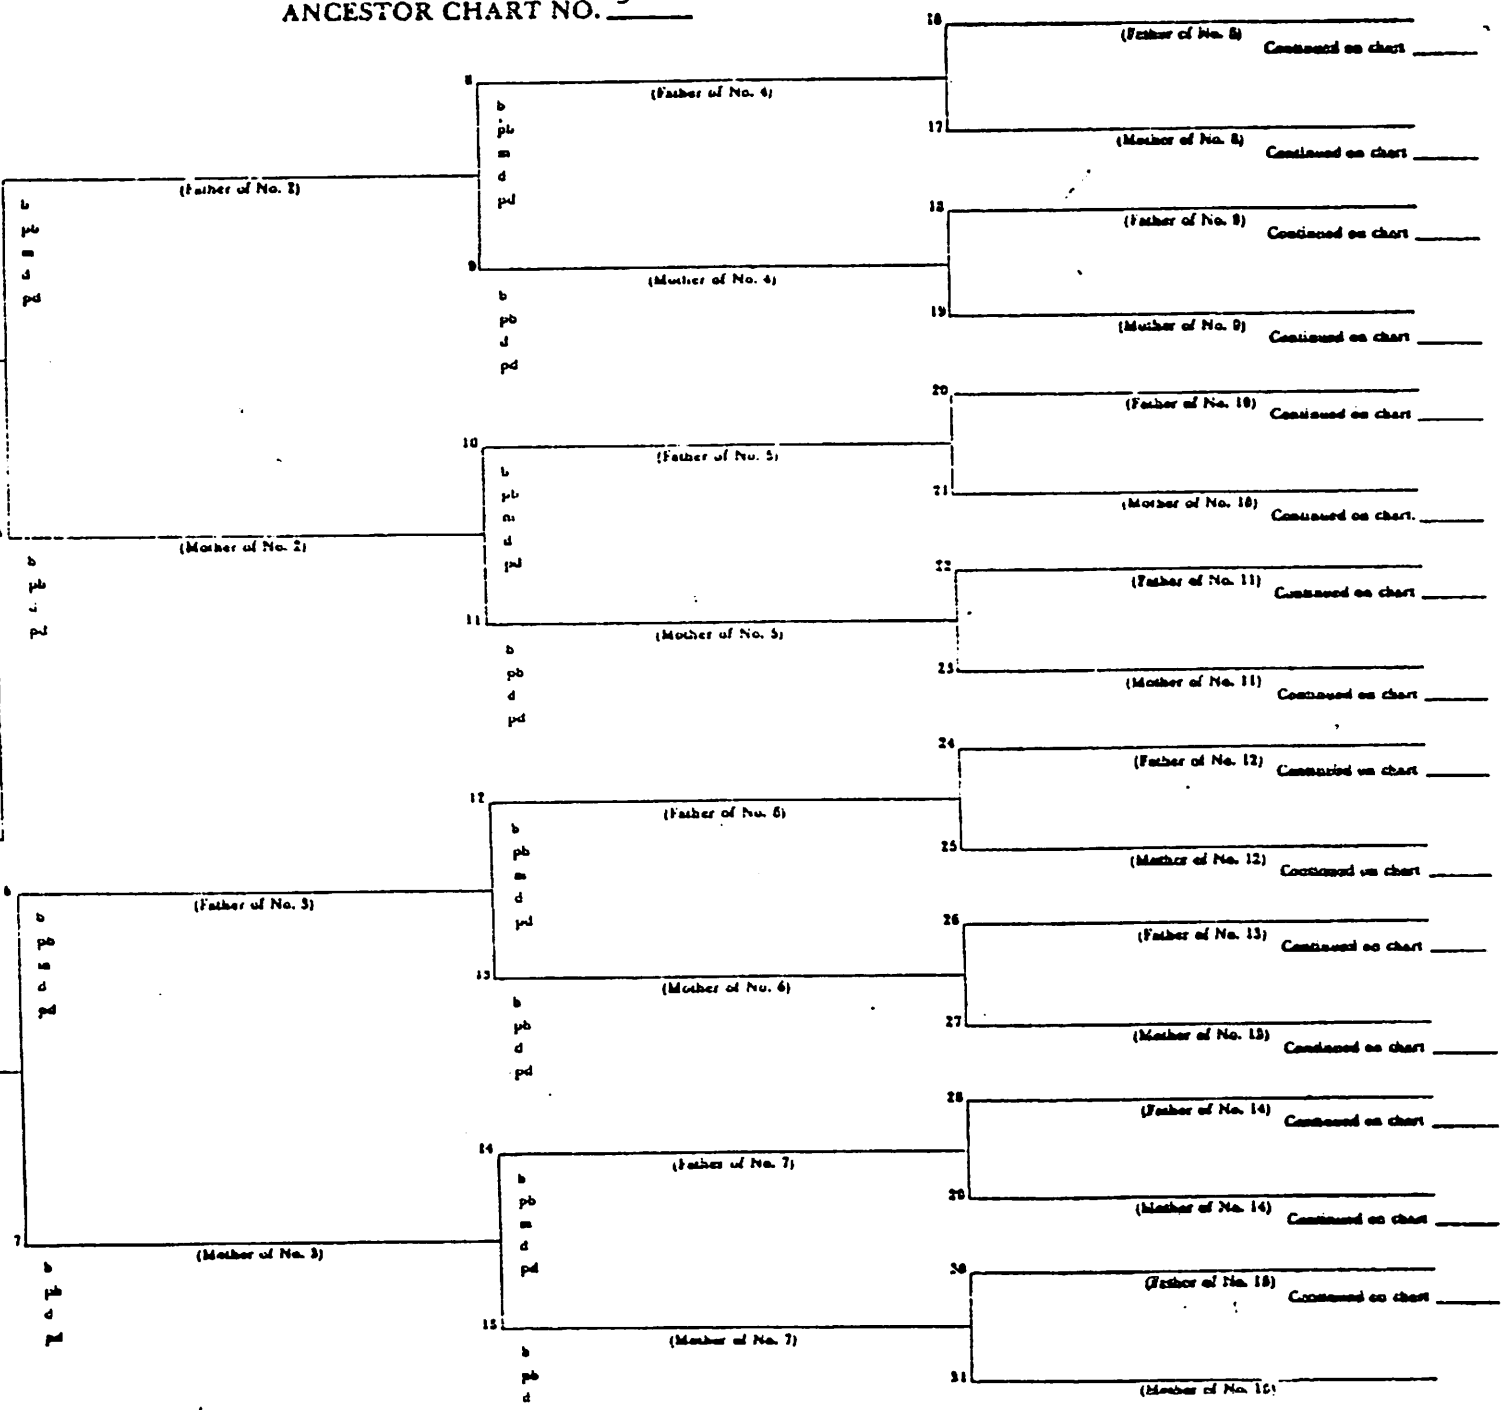 ANCESTOR CHART NO.
16
(Father of No. 8)
Continued on chart
17
(Mother of No. 8)
Continued on chart
8
(Father of No. 4)
b
pb
m
d
pd
18
(Father of No. 9)
Continued on chart
19
(Mother of No. 9)
Continued on chart
9
(Mother of No. 4)
b
pb
d
pd
(Father of No. 2)
b
pb
m
d
pd
20
(Father of No. 10)
Continued on chart
21
(Mother of No. 10)
Continued on chart.
10
(Father of No. 5)
b
pb
m
d
pd
22
(Father of No. 11)
Continued on chart
23
(Mother of No. 11)
Continued on chart
11
(Mother of No. 5)
b
pb
d
pd
(Mother of No. 2)
b
pb
d
pd
24
(Father of No. 12)
Continued on chart
25
(Mother of No. 12)
Continued on chart
12
(Father of No. 6)
b
pb
m
d
pd
26
(Father of No. 13)
Continued on chart
27
(Mother of No. 13)
Continued on chart
13
(Mother of No. 6)
b
pb
d
pd
6
(Father of No. 3)
b
pb
m
d
pd
28
(Father of No. 14)
Continued on chart
29
(Mother of No. 14)
Continued on chart
14
(Father of No. 7)
b
pb
m
d
pd
30
(Father of No. 15)
Continued on chart
31
(Mother of No. 15)
15
(Mother of No. 7)
b
pb
d
7
(Mother of No. 3)
b
pb
d
pd